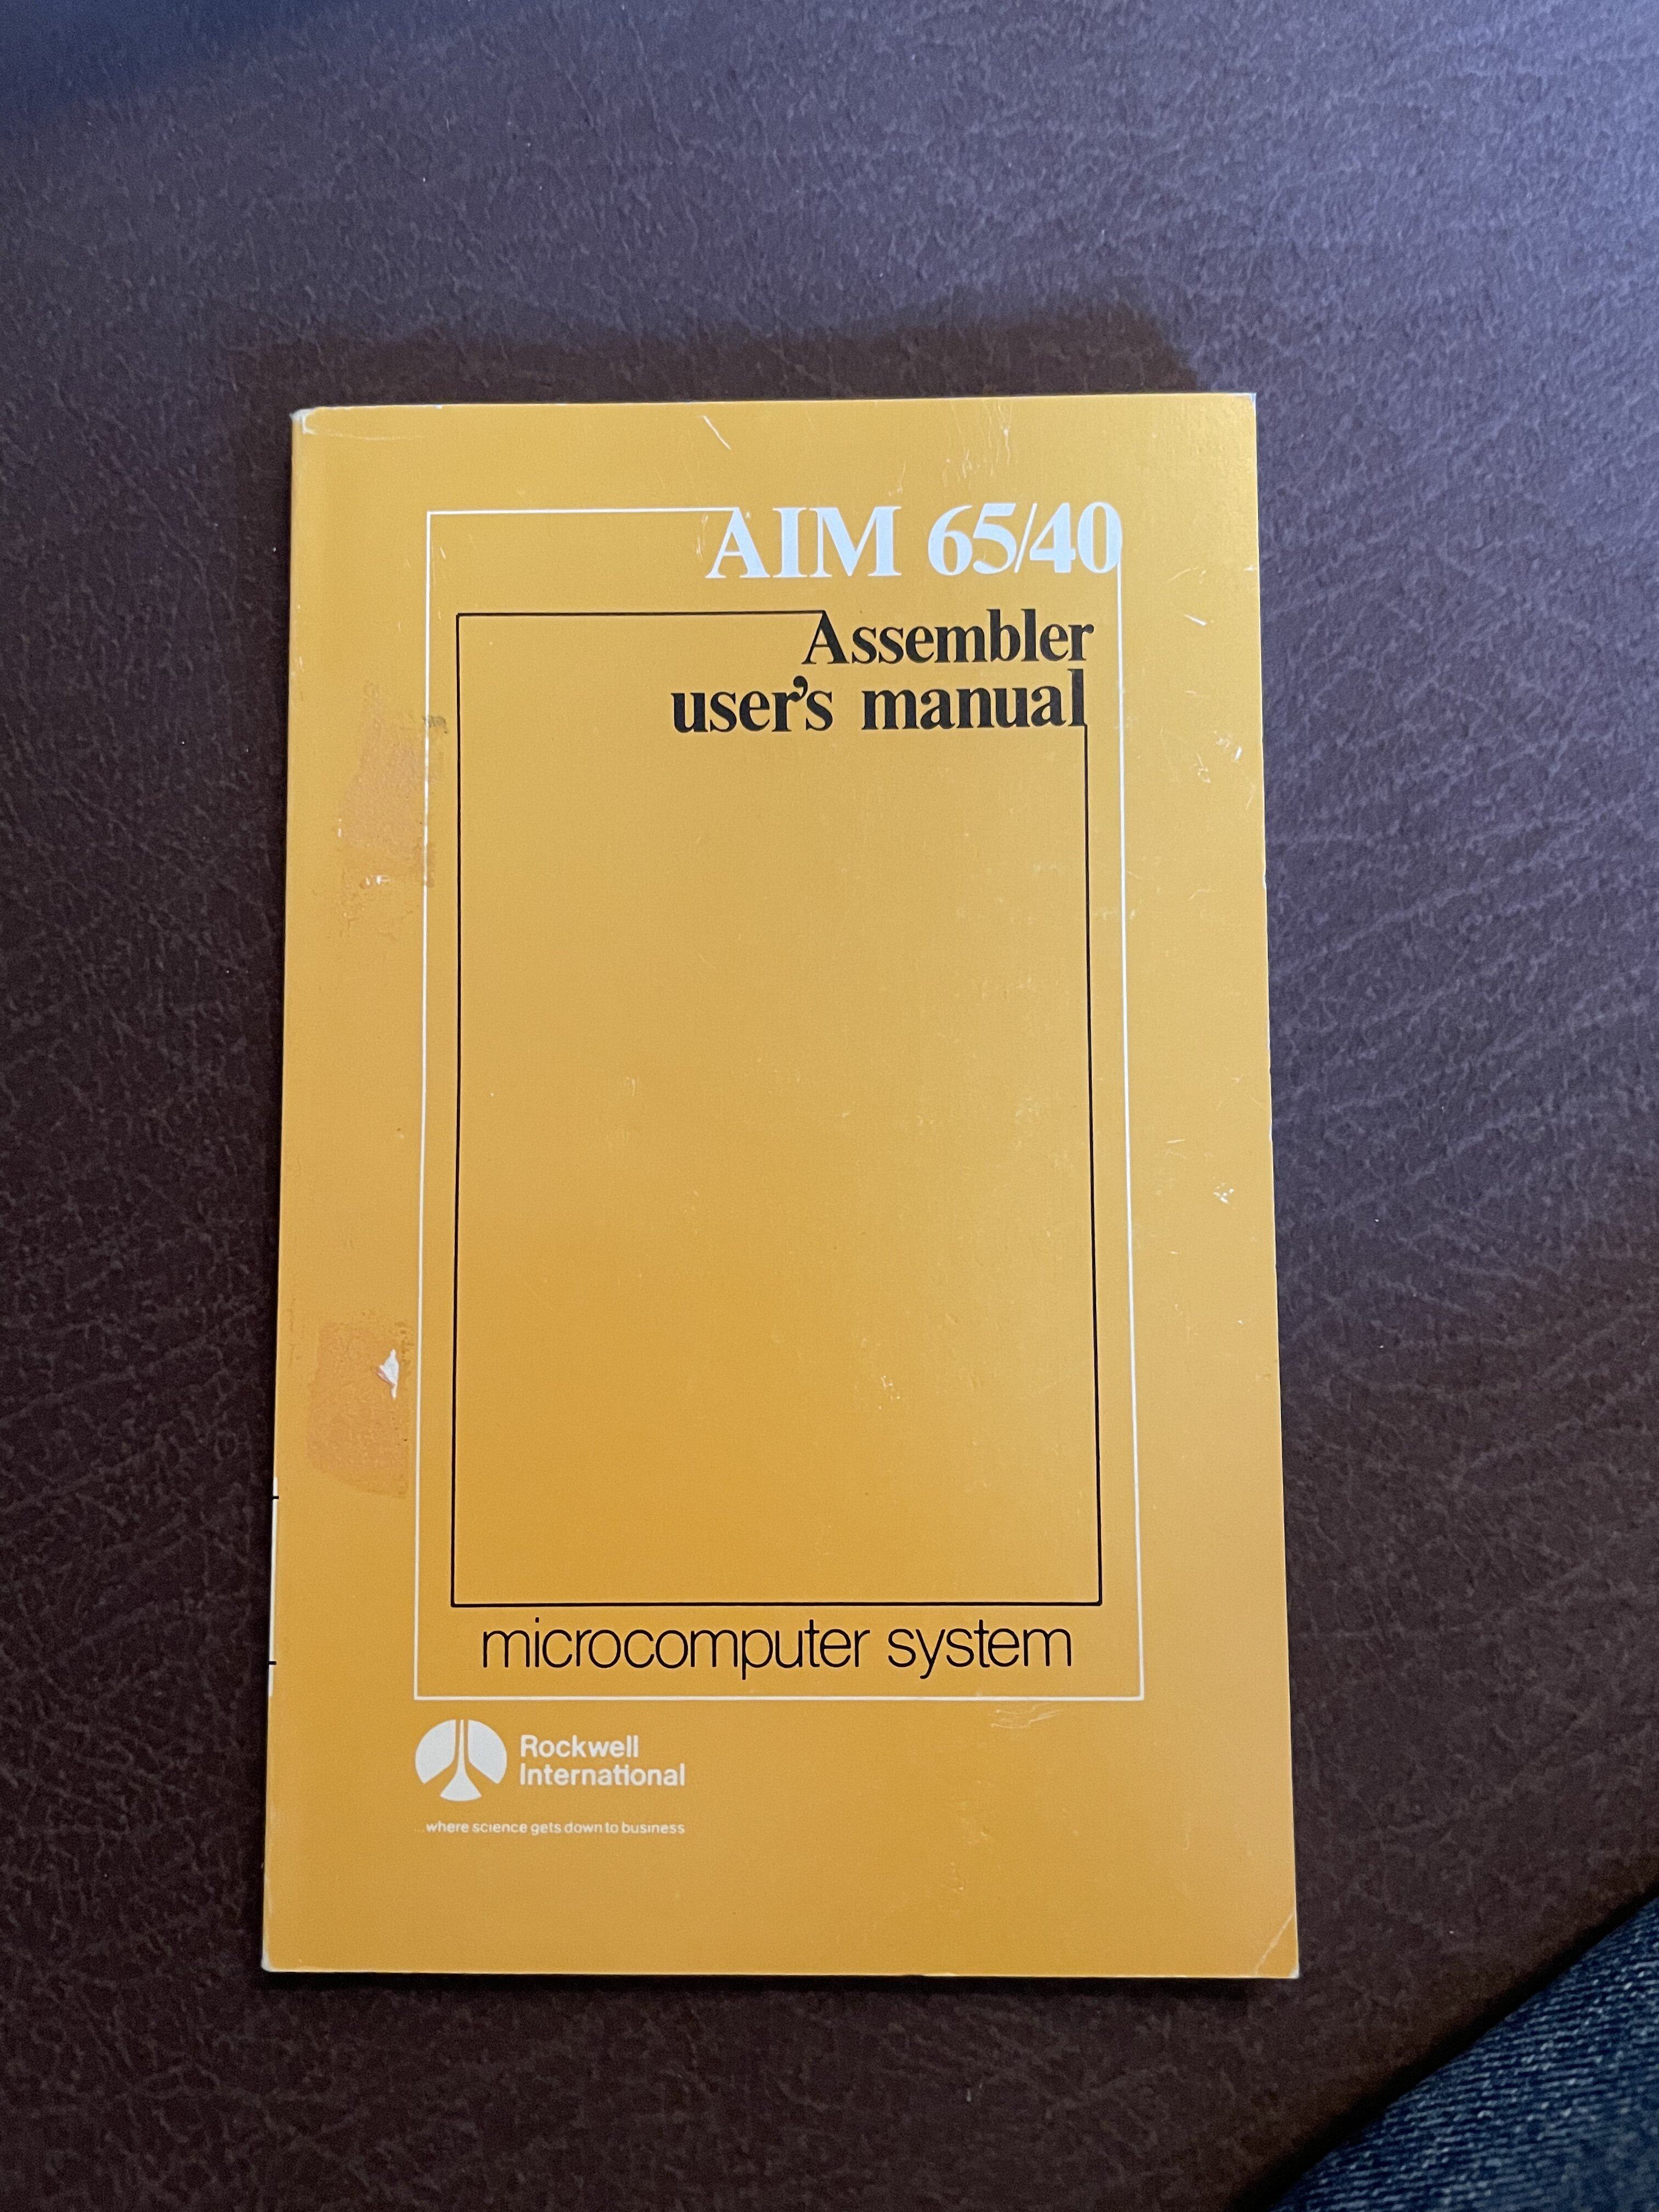 AIM 65/40
Assembler
user's manual
microcomputer system
Rockwell
International
...where science gets down to business